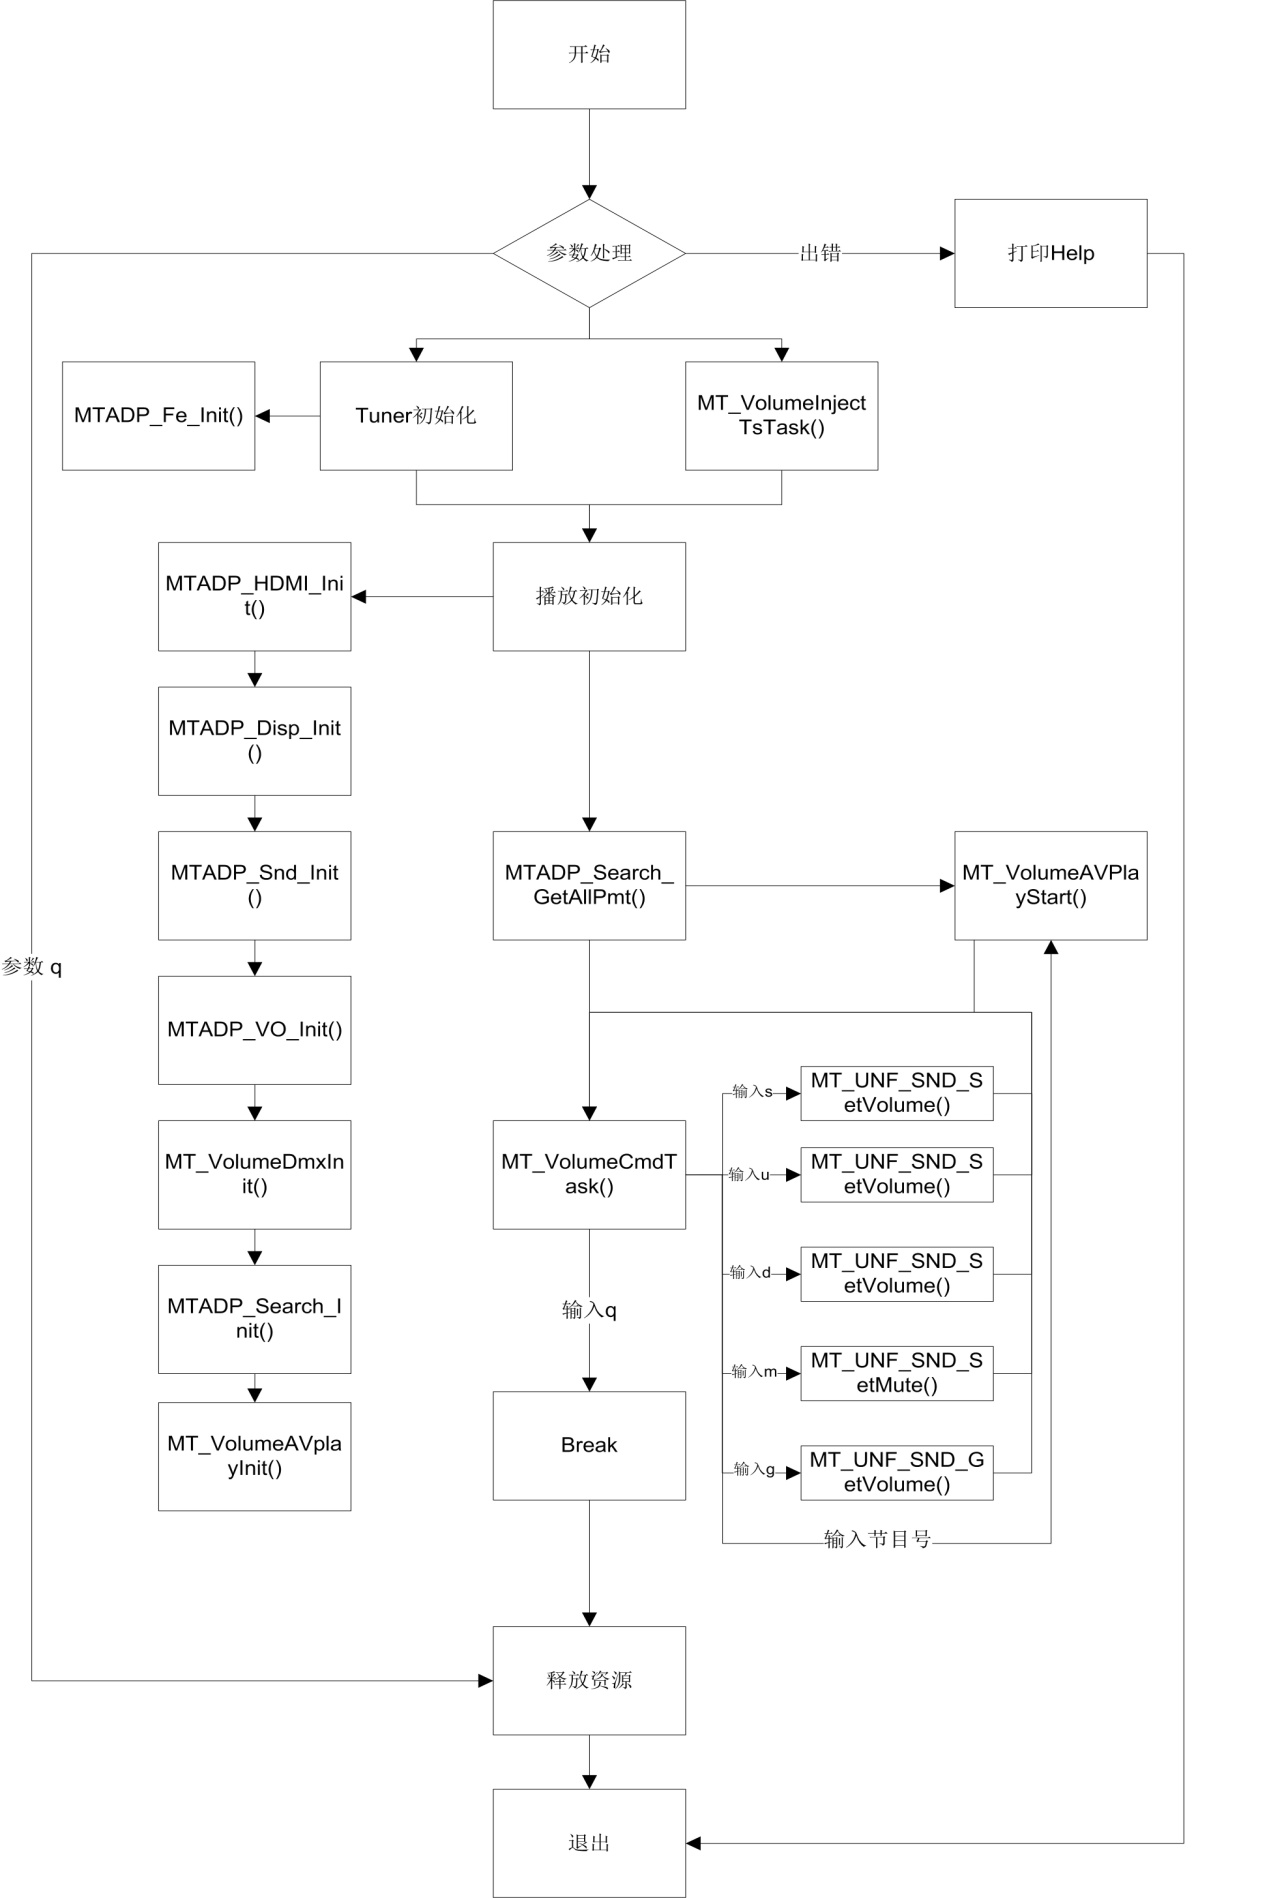 开始
参数处理
出错
打印Help
MTADP_Fe_Init()
Tuner初始化
MT_VolumeInject
TsTask()
MTADP_HDMI_Ini
t()
播放初始化
MTADP_Disp_Init
()
MTADP_Snd_Init
()
MTADP_Search_
GetAllPmt()
MT_VolumeAVPla
yStart()
参数 q
MTADP_VO_Init()
MT_VolumeDmxIn
it()
MT_VolumeCmdT
ask()
输入s
MT_UNF_SND_S
etVolume()
输入u
MT_UNF_SND_S
etVolume()
输入d
MT_UNF_SND_S
etVolume()
MTADP_Search_I
nit()
输入q
输入m
MT_UNF_SND_S
etMute()
MT_VolumeAVpla
yInit()
Break
输入g
MT_UNF_SND_G
etVolume()
输入节目号
释放资源
退出